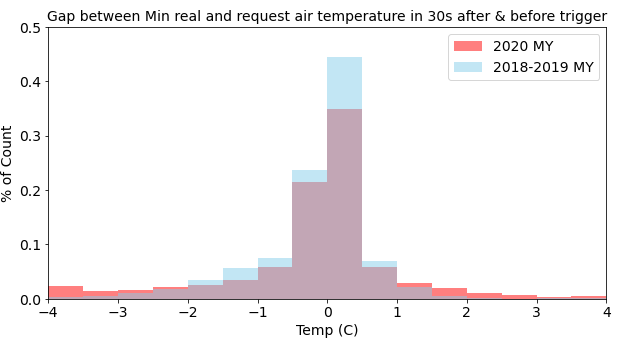 Gap between Min real and request air temperature in 30s after & before trigger
0.5
2020 MY
2018-2019 MY
0.4
0.3
% of Count
0.2
0.1
0.0
−4 −3 −2 −1 0 1 2 3 4
Temp (C)